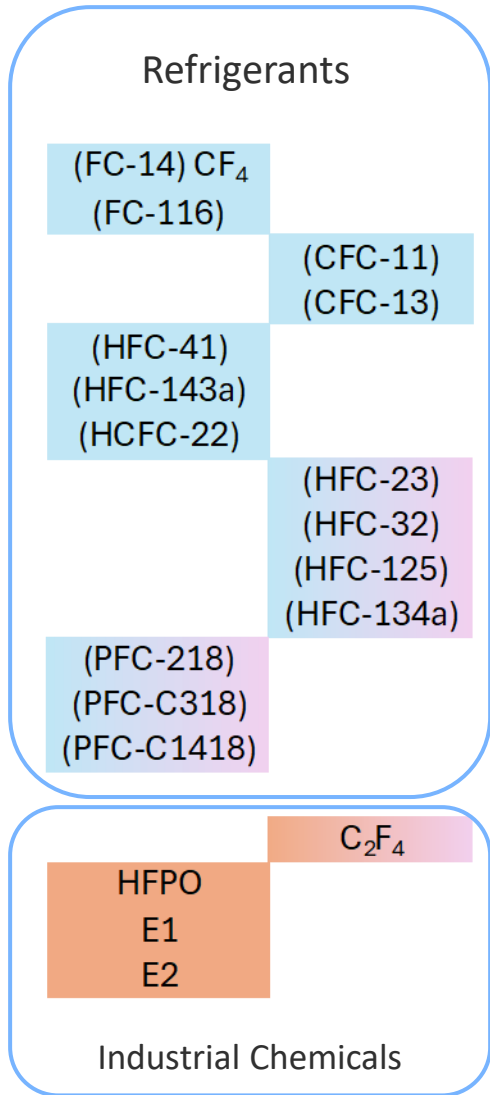 Refrigerants
(FC-14) CF₄
(FC-116)
(CFC-11)
(CFC-13)
(HFC-41)
(HFC-143a)
(HCFC-22)
(HFC-23)
(HFC-32)
(HFC-125)
(HFC-134a)
(PFC-218)
(PFC-C318)
(PFC-C1418)
C₂F₄
HFPO
E1
E2
Industrial Chemicals